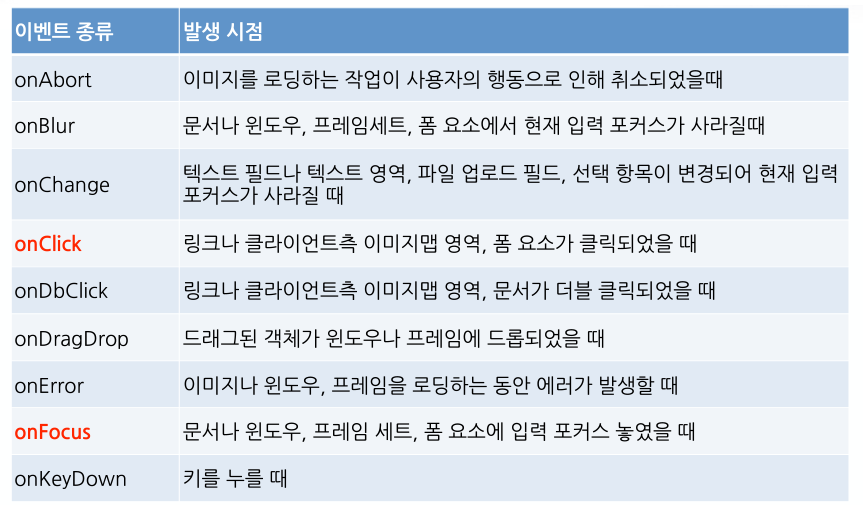 이벤트 종류 발생 시점
onAbort 이미지를 로딩하는 작업이 사용자의 행동으로 인해 취소되었을때
onBlur 문서나 윈도우, 프레임세트, 폼 요소에서 현재 입력 포커스가 사라질때
onChange 텍스트 필드나 텍스트 영역, 파일 업로드 필드, 선택 항목이 변경되어 현재 입력
포커스가 사라질 때
onClick 링크나 클라이언트측 이미지맵 영역, 폼 요소가 클릭되었을 때
onDbClick 링크나 클라이언트측 이미지맵 영역, 문서가 더블 클릭되었을 때
onDragDrop 드래그된 객체가 윈도우나 프레임에 드롭되었을 때
onError 이미지나 윈도우, 프레임을 로딩하는 동안 에러가 발생할 때
onFocus 문서나 윈도우, 프레임 세트, 폼 요소에 입력 포커스 놓였을 때
onKeyDown 키를 누를 때